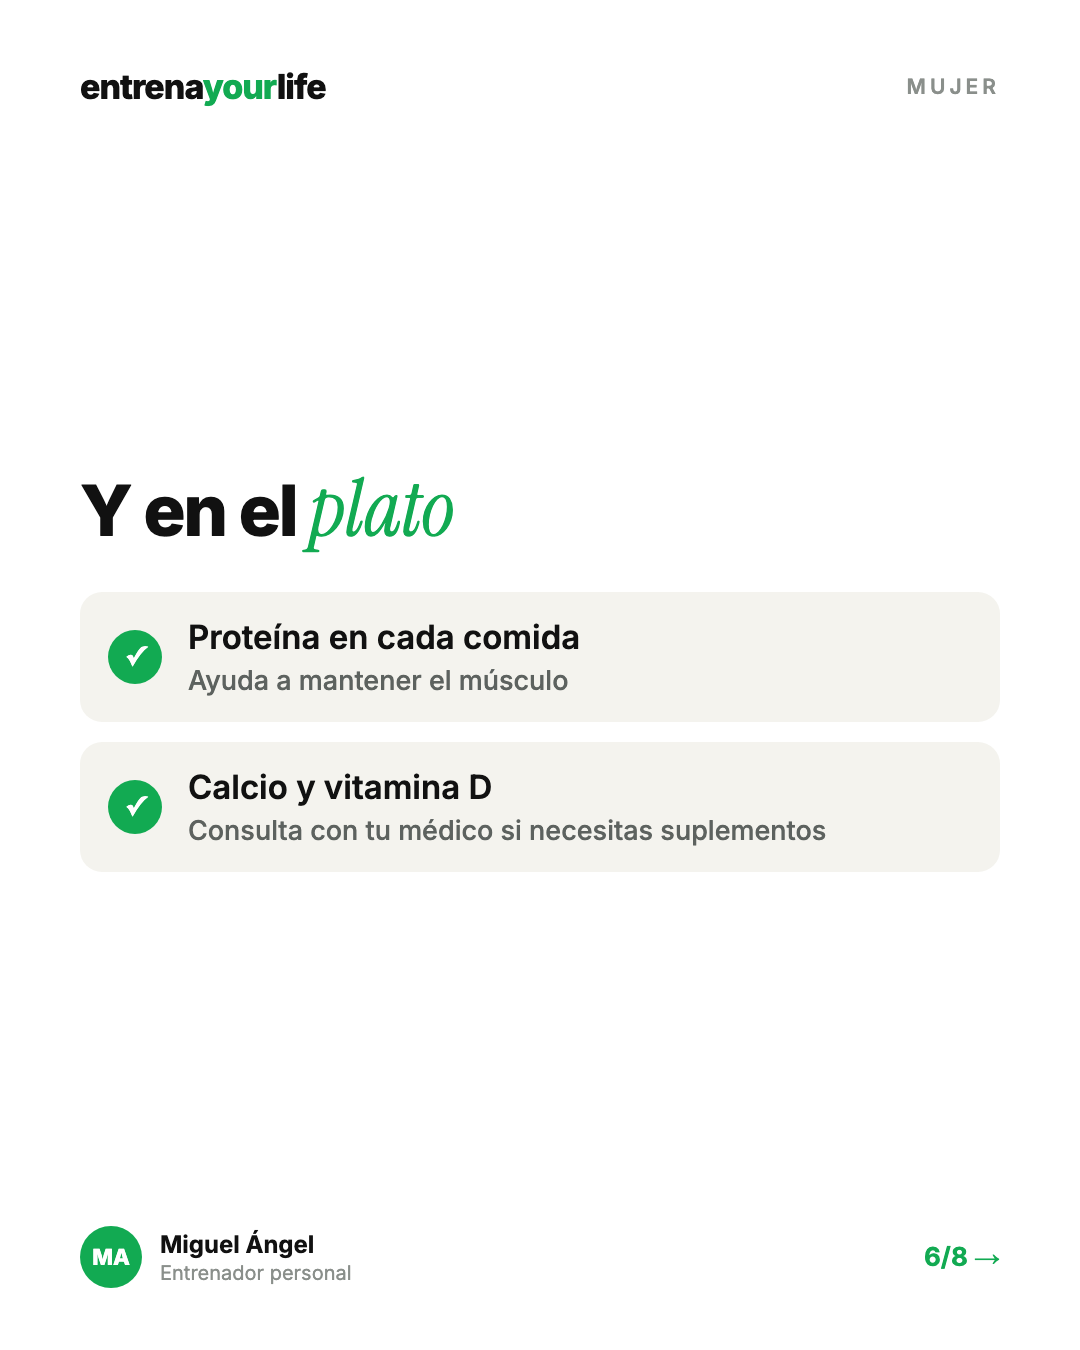 entrenayourlife
MUJER
Y en el plato
✓
Proteína en cada comida
Ayuda a mantener el músculo
✓
Calcio y vitamina D
Consulta con tu médico si necesitas suplementos
MA
Miguel Ángel
Entrenador personal
6/8 →